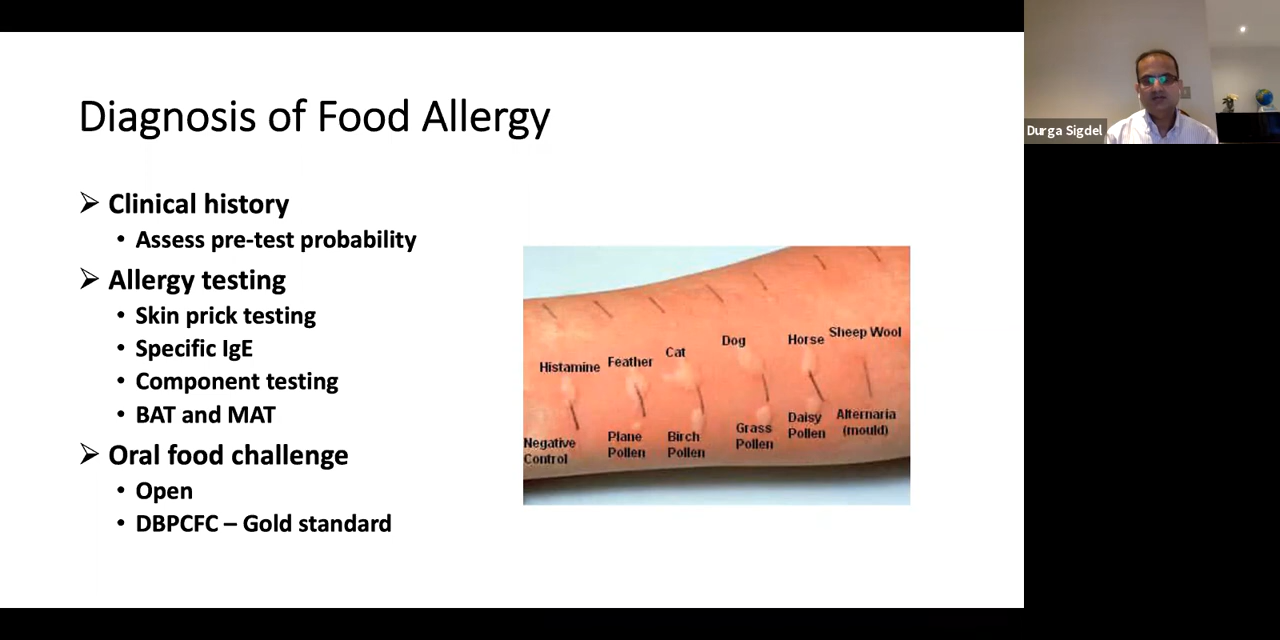 Diagnosis of Food Allergy
Clinical history
Assess pre-test probability
Allergy testing
Skin prick testing
Specific IgE
Component testing
BAT and MAT
Oral food challenge
Open
DBPCFC – Gold standard
Histamine
Feather
Cat
Dog
Horse
Sheep Wool
Negative
Control
Plane
Pollen
Birch
Pollen
Grass
Pollen
Daisy
Pollen
Alternaria
(mould)
Durga Sigdel